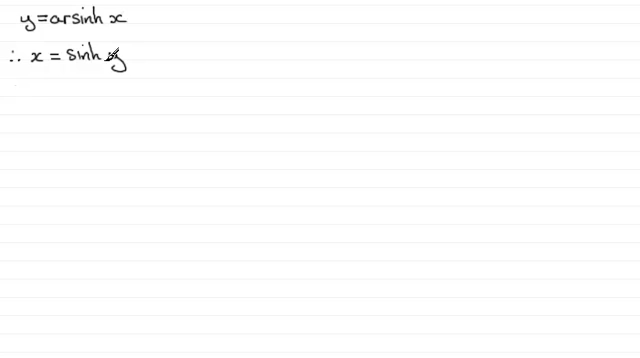 y = arsinh x
∴ x = sinh y